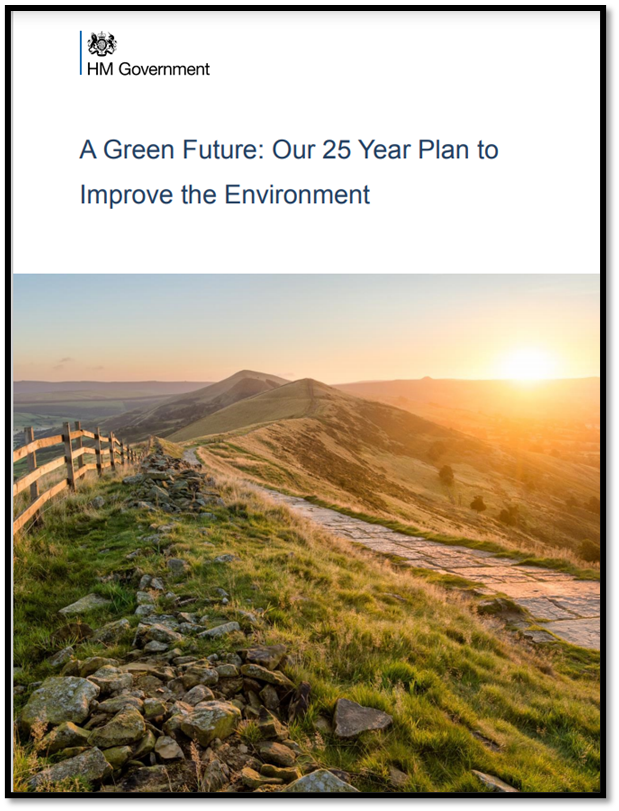 HM Government
A Green Future: Our 25 Year Plan to
Improve the Environment